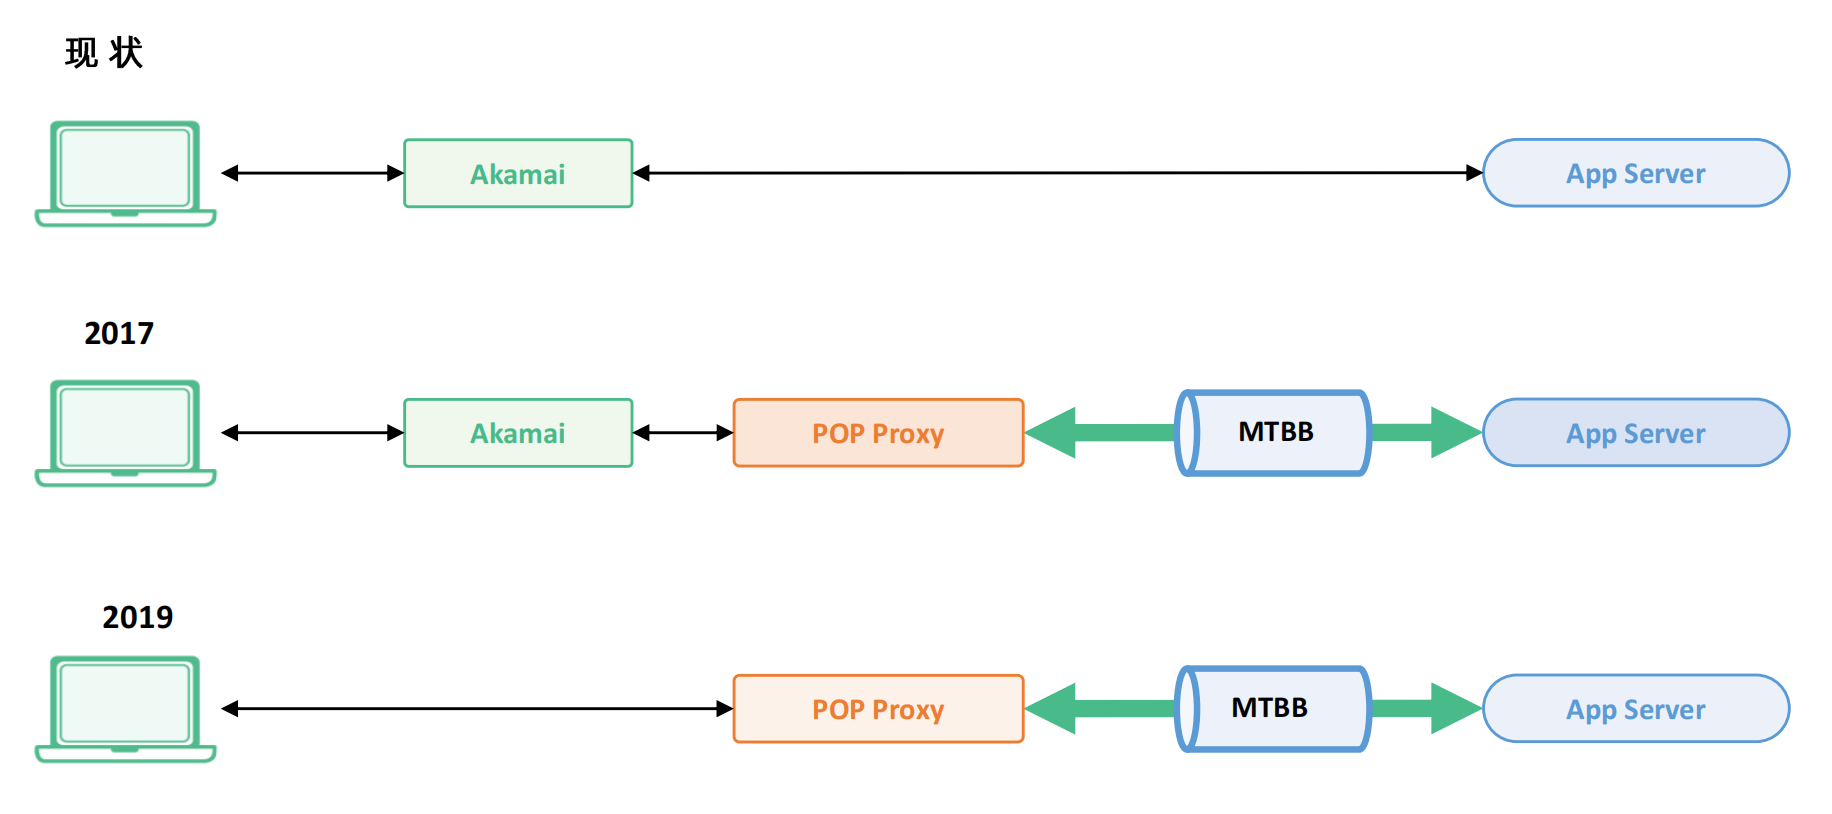 现 状
Akamai
App Server
2017
Akamai
POP Proxy
MTBB
App Server
2019
POP Proxy
MTBB
App Server